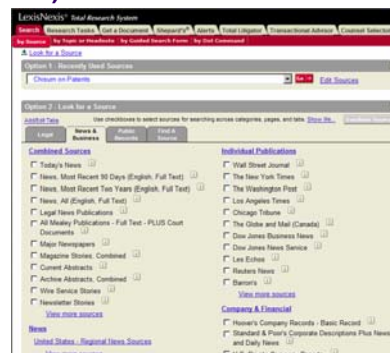 LexisNexis® Total Research System
Search Research Tasks Get a Document Shepard's® Alerts Total Litigator Transactional Advisor Counsel Selector
by Source by Topic or Headnote by Guided Search Form by Dot Command
Look for a Source
Option 1 : Recently Used Sources
Chisum on Patents Go Edit Sources
Option 2 : Look for a Source
Add/Edit Tabs Use checkboxes to select sources for searching across categories, pages, and tabs. Show Me...
Legal News & Business Public Records Find A Source
Combined Sources
Today's News
News, Most Recent 90 Days (English, Full Text)
News, Most Recent Two Years (English, Full Text)
News, All (English, Full Text)
Legal News Publications
All Mealey Publications - Full Text - PLUS Court Documents
Major Newspapers
Magazine Stories, Combined
Current Abstracts
Archive Abstracts, Combined
Wire Service Stories
Newsletter Stories
View more sources
News
United States - Regional News Sources
View more sources
Individual Publications
Wall Street Journal
The New York Times
The Washington Post
Los Angeles Times
Chicago Tribune
The Globe and Mail (Canada)
Dow Jones Business News
Dow Jones News Service
Les Echos
Reuters News
Barron's
View more sources
Company & Financial
Hoover's Company Records - Basic Record
Standard & Poor's Corporate Descriptions Plus News
and Daily News